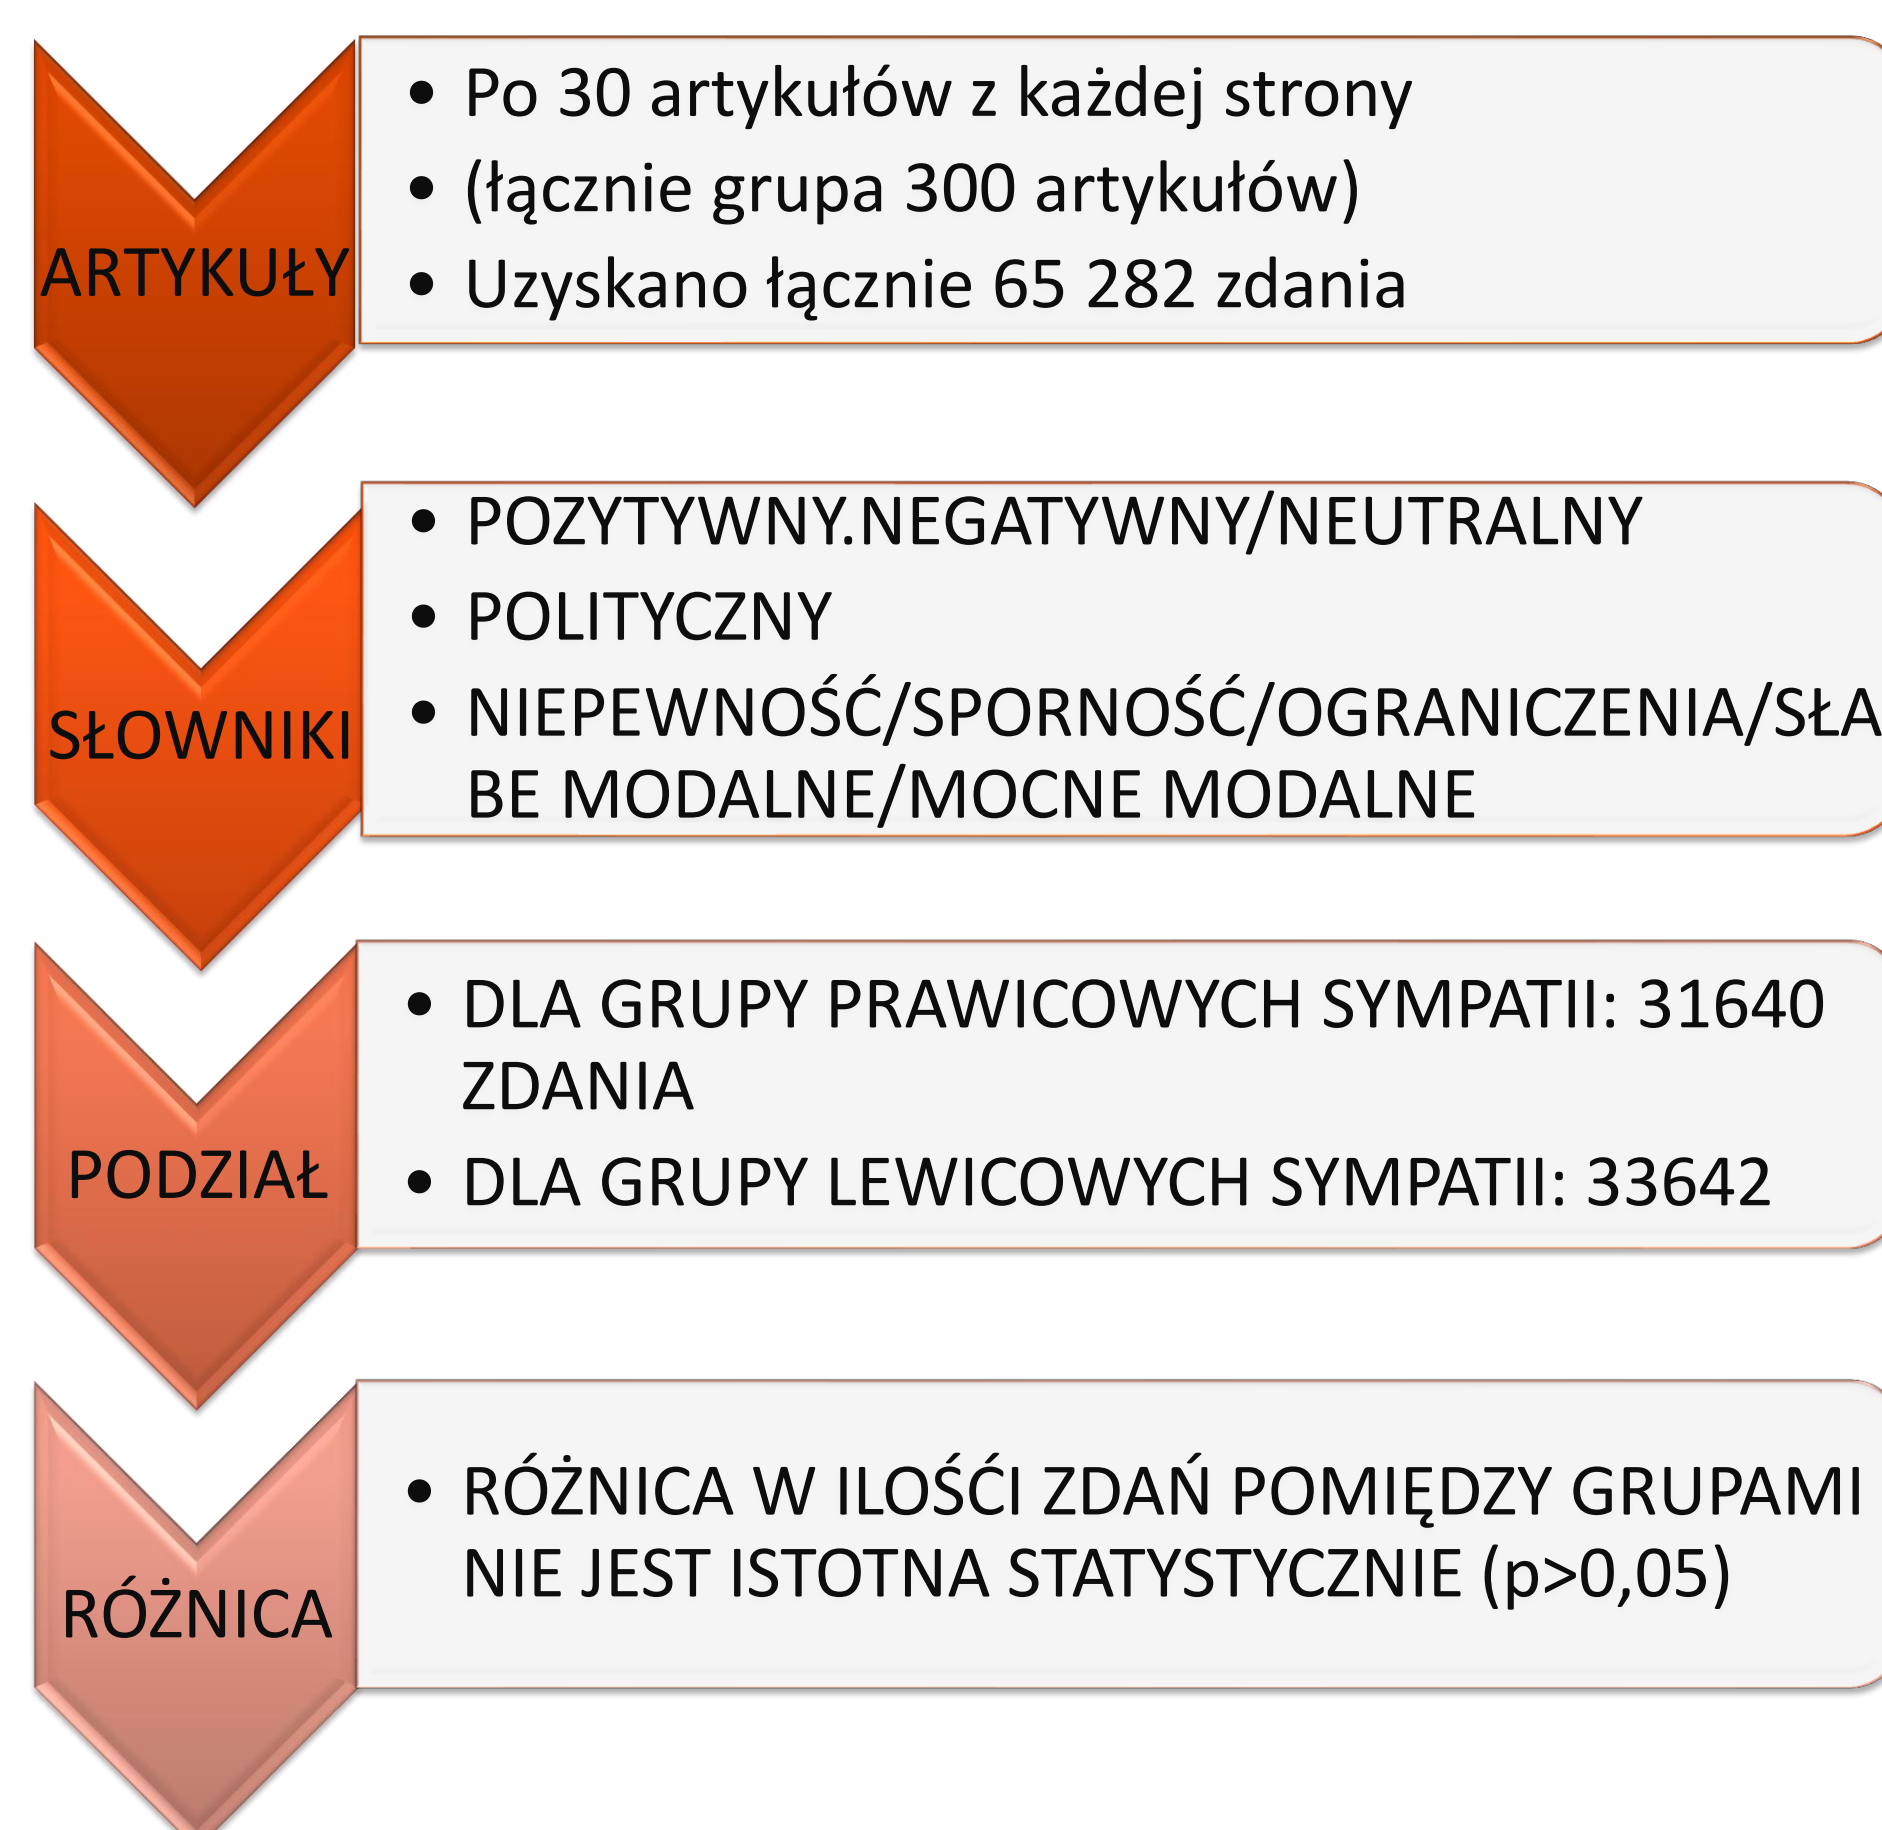 ARTYKUŁY
• Po 30 artykułów z każdej strony
• (łącznie grupa 300 artykułów)
• Uzyskano łącznie 65 282 zdania
SŁOWNIKI
• POZYTYWNY.NEGATYWNY/NEUTRALNY
• POLITYCZNY
• NIEPEWNOŚĆ/SPORNOŚĆ/OGRANICZENIA/SŁA
BE MODALNE/MOCNE MODALNE
PODZIAŁ
• DLA GRUPY PRAWICOWYCH SYMPATII: 31640
ZDANIA
• DLA GRUPY LEWICOWYCH SYMPATII: 33642
RÓŻNICA
• RÓŻNICA W ILOŚĆI ZDAŃ POMIĘDZY GRUPAMI
NIE JEST ISTOTNA STATYSTYCZNIE (p>0,05)